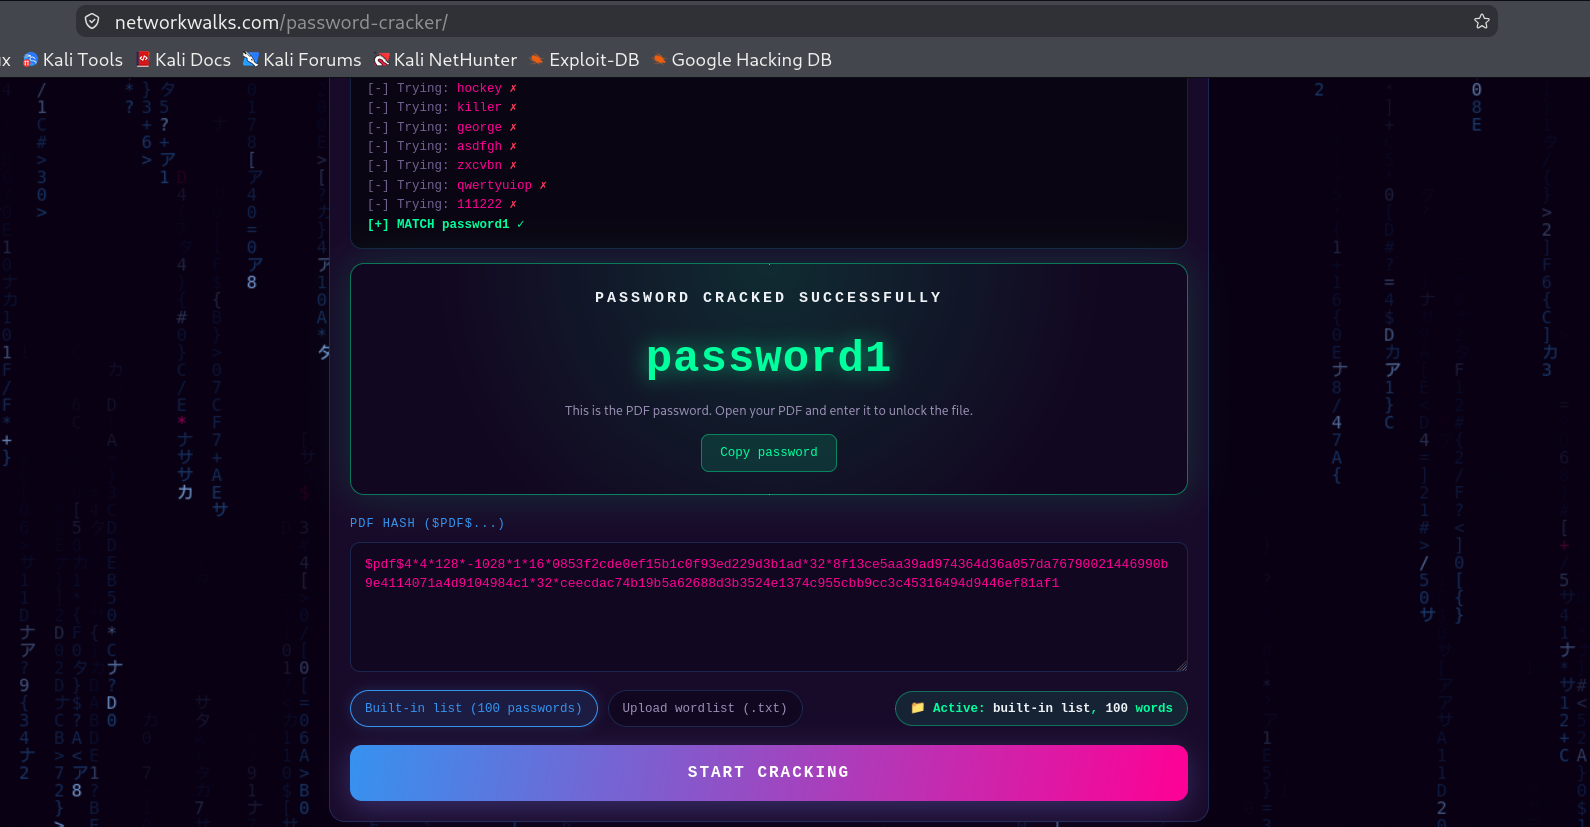 networkwalks.com/password-cracker/
x Kali Tools Kali Docs Kali Forums Kali NetHunter Exploit-DB Google Hacking DB
[-] Trying: hockey ✗
[-] Trying: killer ✗
[-] Trying: george ✗
[-] Trying: asdfgh ✗
[-] Trying: zxcvbn ✗
[-] Trying: qwertyuiop ✗
[-] Trying: 111222 ✗
[+] MATCH password1 ✓
PASSWORD CRACKED SUCCESSFULLY
password1
This is the PDF password. Open your PDF and enter it to unlock the file.
Copy password
PDF HASH ($PDF$...)
$pdf$4*4*128*-1028*1*16*0853f2cde0ef15b1c0f93ed229d3b1ad*32*8f13ce5aa39ad974364d36a057da76790021446990b
9e4114071a4d9104984c1*32*ceecdac74b19b5a62688d3b3524e1374c955cbb9cc3c45316494d9446ef81af1
Built-in list (100 passwords) Upload wordlist (.txt) Active: built-in list, 100 words
START CRACKING